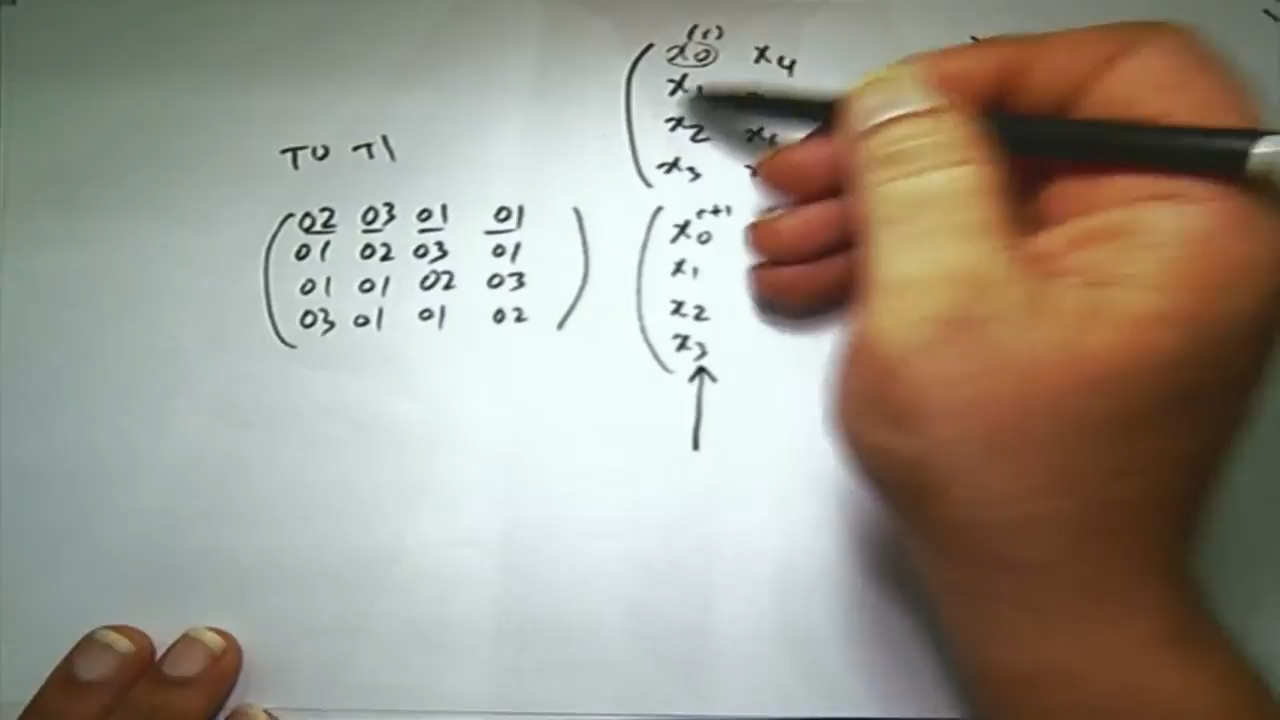 (r)
x0 x4
x1
x2
x3
T0 T1
02 03 01 01
01 02 03 01
01 01 02 03
03 01 01 02
x0 r+1
x1
x2
x3